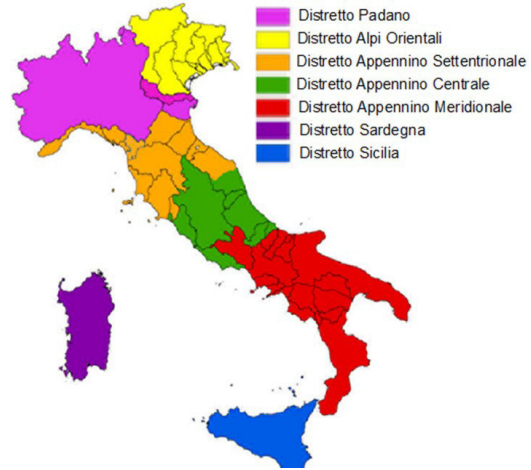 Distretto Padano
Distretto Alpi Orientali
Distretto Appennino Settentrionale
Distretto Appennino Centrale
Distretto Appennino Meridionale
Distretto Sardegna
Distretto Sicilia